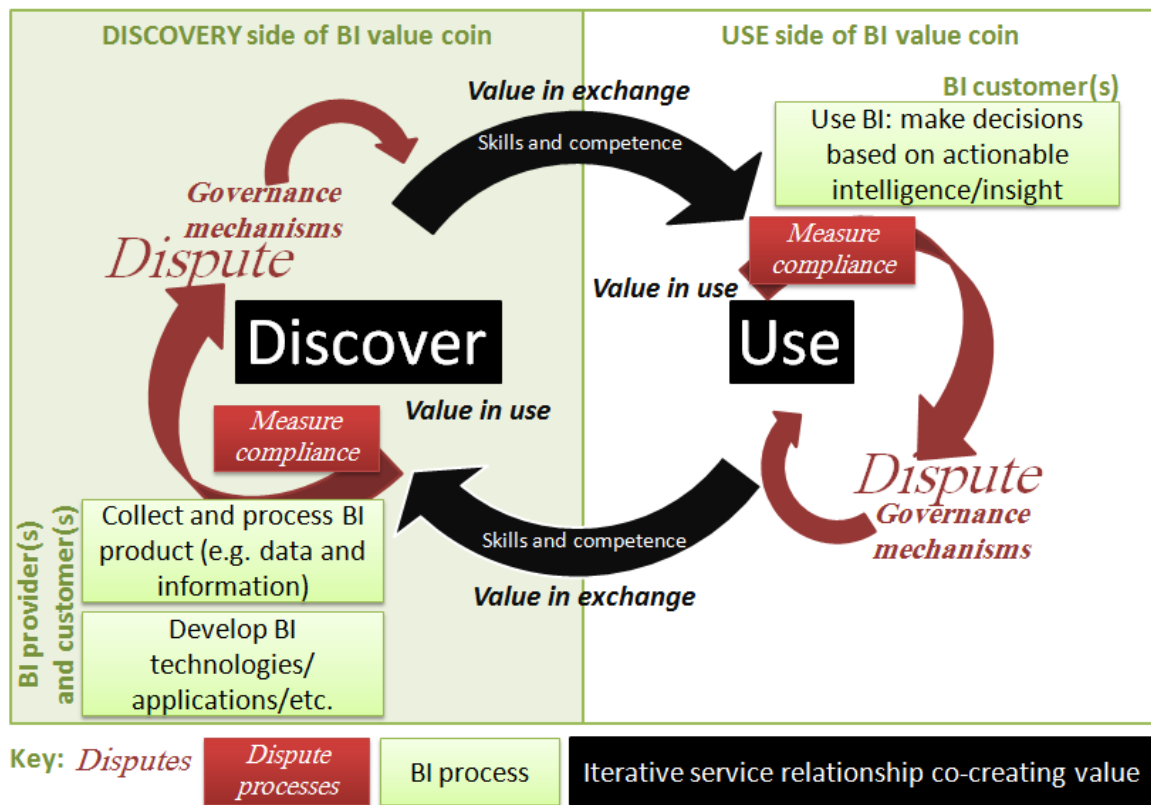 DISCOVERY side of BI value coin
USE side of BI value coin
Value in exchange
Skills and competence
BI customer(s)
Use BI: make decisions
based on actionable
intelligence/insight
Governance
mechanisms
Dispute
Measure
compliance
Value in use
Discover
Use
Value in use
Measure
compliance
Dispute
Governance
mechanisms
BI provider(s)
and customer(s)
Collect and process BI
product (e.g. data and
information)
Skills and competence
Value in exchange
Develop BI
technologies/
applications/etc.
Key:
Disputes
Dispute
processes
BI process
Iterative service relationship co-creating value